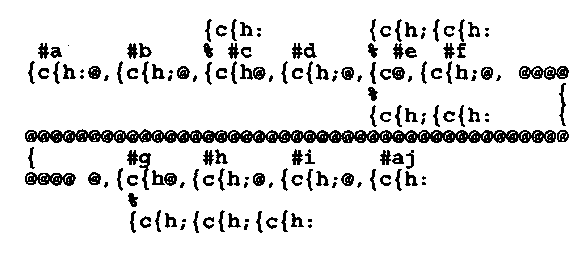 {c{h: {c{h;{c{h:
#a #b % #c #d % #e #f
{c{h:@,{c{h;@,{c{h@,{c{h;@,{c@,{c{h;@, @@@@
% {
{c{h;{c{h: {
@@@@@@@@@@@@@@@@@@@@@@@@@@@@@@@@@@@@@@@@@@@
{ #g #h #i #aj
@@@@ @,{c{h@,{c{h;@,{c{h;@,{c{h:
%
{c{h;{c{h;{c{h: